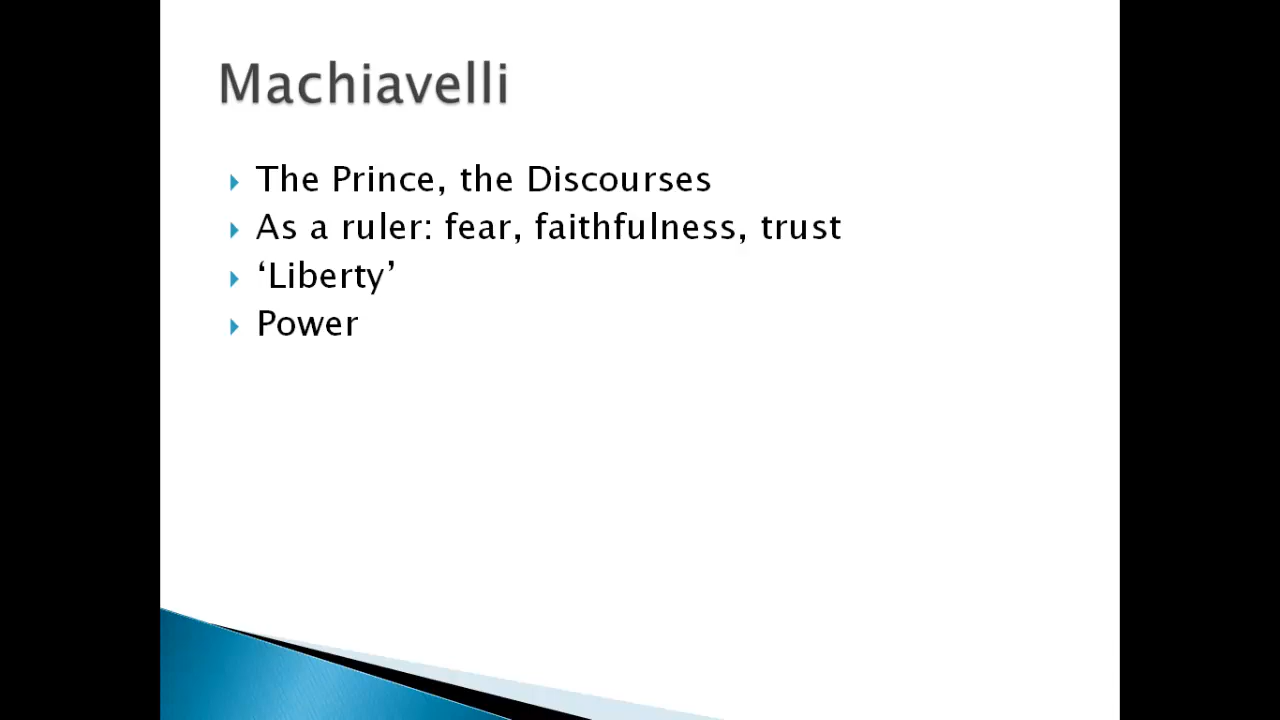 Machiavelli
The Prince, the Discourses
As a ruler: fear, faithfulness, trust
‘Liberty’
Power